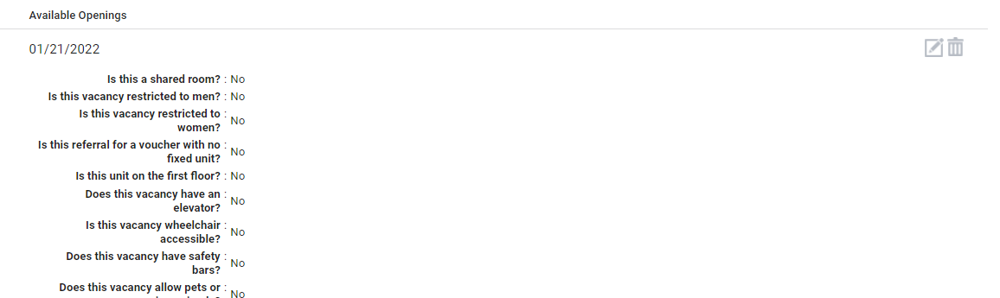 Available Openings
01/21/2022
Is this a shared room? : No
Is this vacancy restricted to men? : No
Is this vacancy restricted to :
women?
No
Is this referral for a voucher with no :
fixed unit?
No
Is this unit on the first floor? : No
Does this vacancy have an :
elevator?
No
Is this vacancy wheelchair :
accessible?
No
Does this vacancy have safety :
bars?
No
Does this vacancy allow pets or :
No